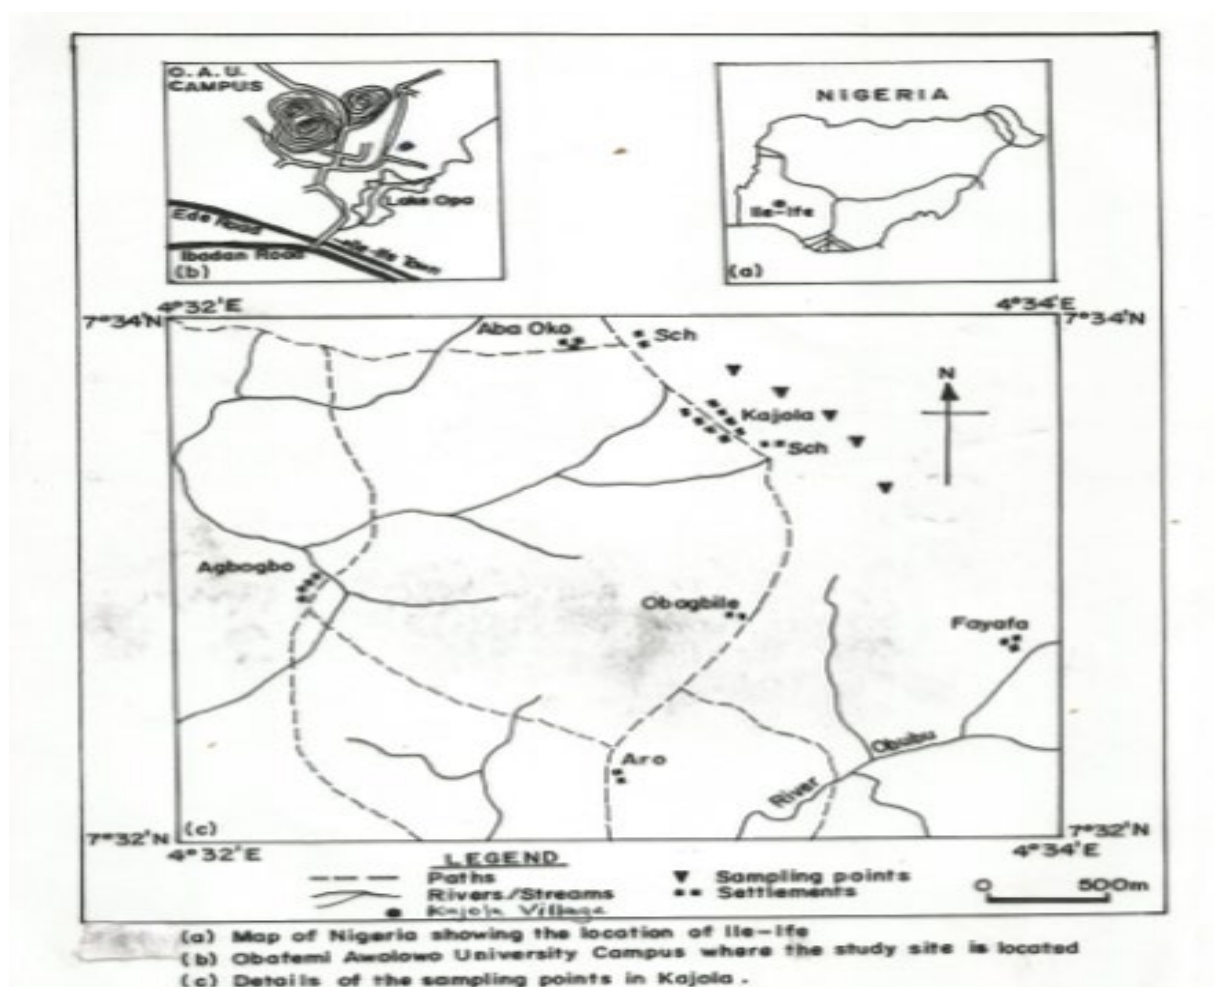 O.A.U.
CAMPUS
Lake Opa
Ede Road
Ibadan Road
Ile-Ife Town
(b)
NIGERIA
Ile-Ife
(a)
4°32'E
4°34'E
7°34'N
7°34'N
Aba Oko
Sch
N
Kajola
Sch
Agbogbo
Obagbile
Fayafa
Obubu
River
Aro
(c)
7°32'N
7°32'N
4°32'E
4°34'E
LEGEND
Paths
Sampling points
Rivers/Streams
Settlements
Kajola Village
0 500m
(a) Map of Nigeria showing the location of Ile-Ife
(b) Obafemi Awolowo University Campus where the study site is located
(c) Details of the sampling points in Kajola.